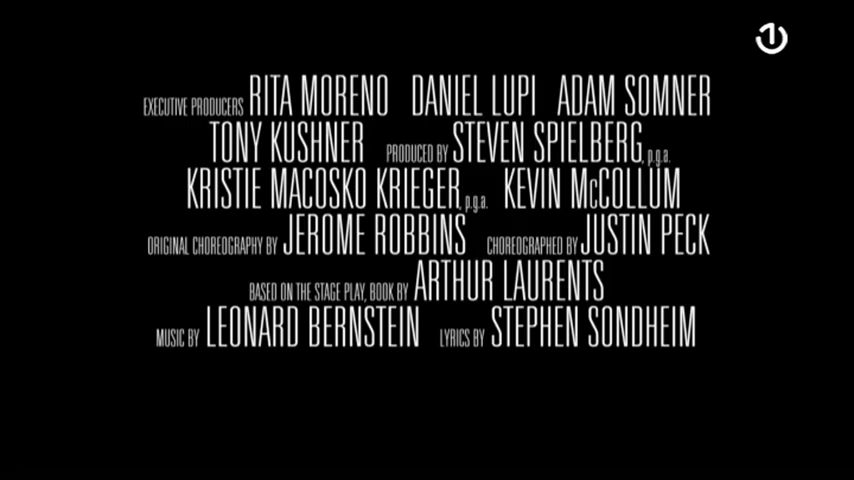 EXECUTIVE PRODUCERS RITA MORENO DANIEL LUPI ADAM SOMNER
TONY KUSHNER PRODUCED BY STEVEN SPIELBERG, p.g.a.
KRISTIE MACOSKO KRIEGER, p.g.a. KEVIN McCOLLUM
ORIGINAL CHOREOGRAPHY BY JEROME ROBBINS CHOREOGRAPHED BY JUSTIN PECK
BASED ON THE STAGE PLAY, BOOK BY ARTHUR LAURENTS
MUSIC BY LEONARD BERNSTEIN LYRICS BY STEPHEN SONDHEIM